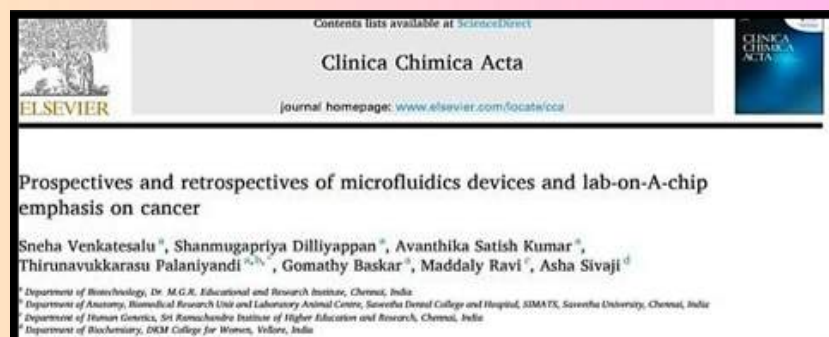 Contents lists available at ScienceDirect
Clinica Chimica Acta
journal homepage: www.elsevier.com/locate/cca
ELSEVIER
CLINICA
CHIMICA
ACTA
Prospectives and retrospectives of microfluidics devices and lab-on-A-chip
emphasis on cancer
Sneha Venkatesalu a, Shanmugapriya Dilliyappan a, Avanthika Satish Kumar a,
Thirunavukkarasu Palaniyandi a,b,*, Gomathy Baskar a, Maddaly Ravi c, Asha Sivaji d
a Department of Biotechnology, Dr. M.G.R. Educational and Research Institute, Chennai, India
b Department of Anatomy, Biomedical Research Unit and Laboratory Animal Centre, Saveetha Dental College and Hospital, SIMATS, Saveetha University, Chennai, India
c Department of Human Genetics, Sri Ramachandra Institute of Higher Education and Research, Chennai, India
d Department of Biochemistry, DKM College for Women, Vellore, India